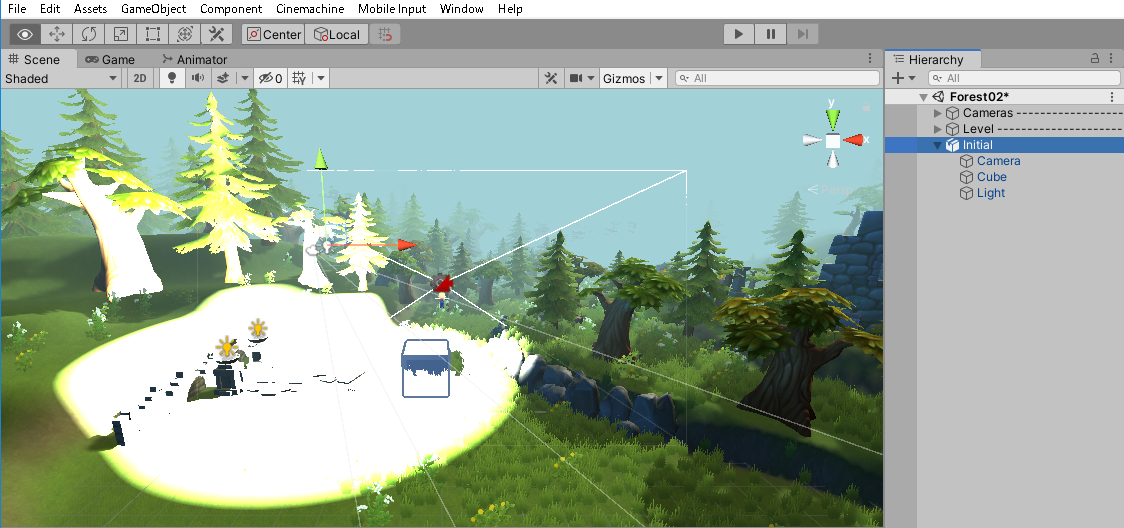 File Edit Assets GameObject Component Cinemachine Mobile Input Window Help
Center Local
Scene Game Animator
Shaded 2D 0 Gizmos All
y
x
Persp
Hierarchy
All
Forest02*
Cameras --------------------
Level -----------------------
Initial
Camera
Cube
Light